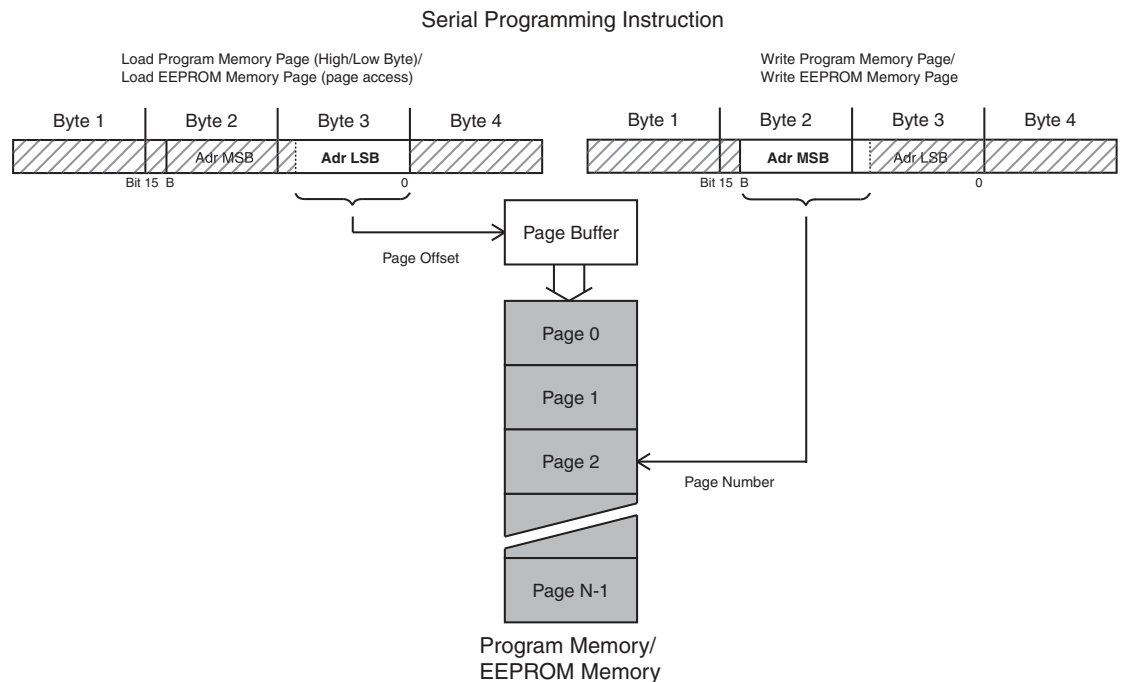 Serial Programming Instruction
Load Program Memory Page (High/Low Byte)/
Load EEPROM Memory Page (page access)
Write Program Memory Page/
Write EEPROM Memory Page
Byte 1 Byte 2 Byte 3 Byte 4
Byte 1 Byte 2 Byte 3 Byte 4
Adr MSB Adr LSB
Adr MSB Adr LSB
Bit 15 B 0
Bit 15 B 0
Page Buffer
Page Offset
Page 0
Page 1
Page 2
Page Number
Page N-1
Program Memory/
EEPROM Memory